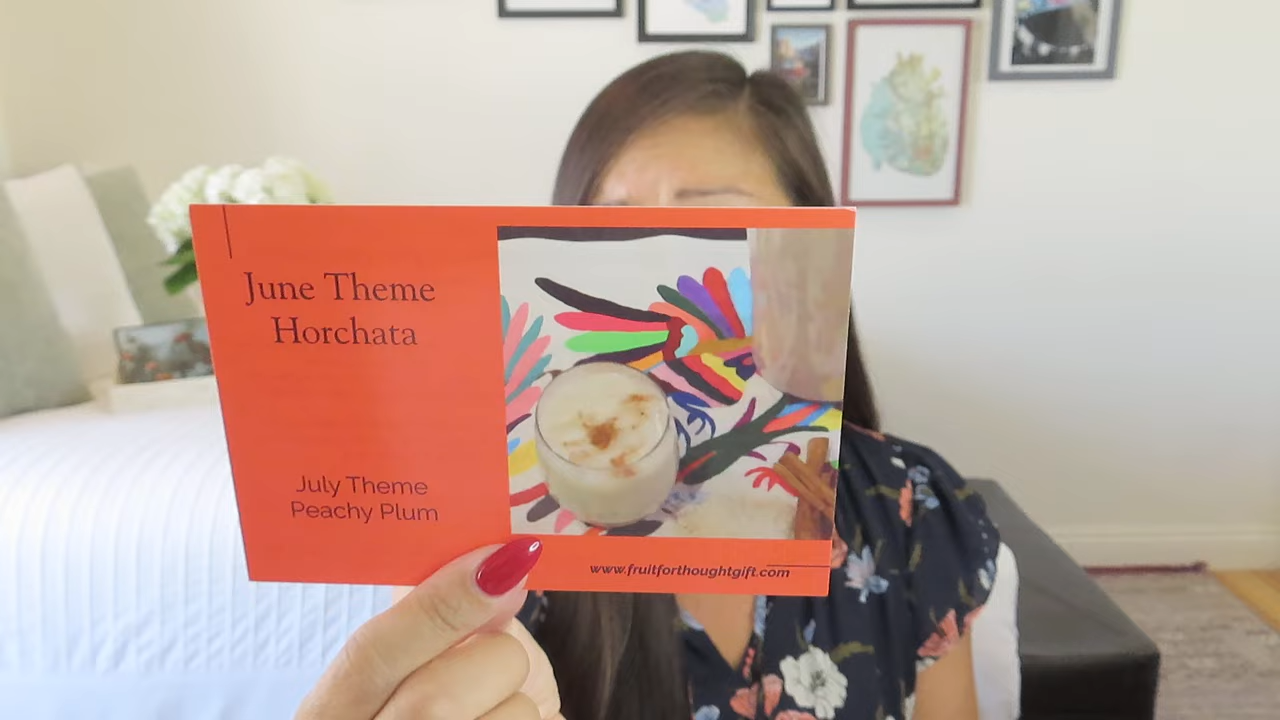 June Theme
Horchata
July Theme
Peachy Plum
www.fruitforthoughtgift.com